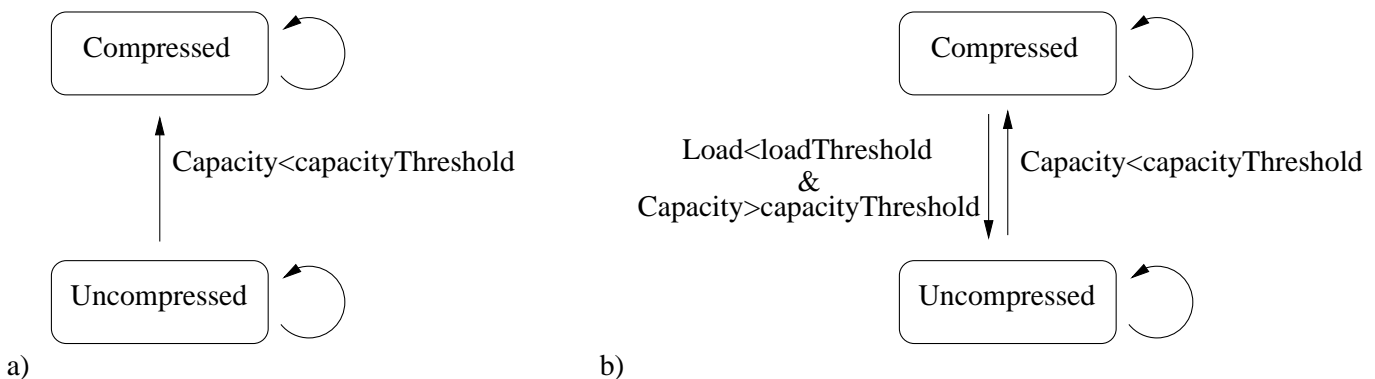 Compressed
Capacity<capacityThreshold
Uncompressed
a)
Compressed
Load<loadThreshold
&
Capacity>capacityThreshold
Capacity<capacityThreshold
Uncompressed
b)